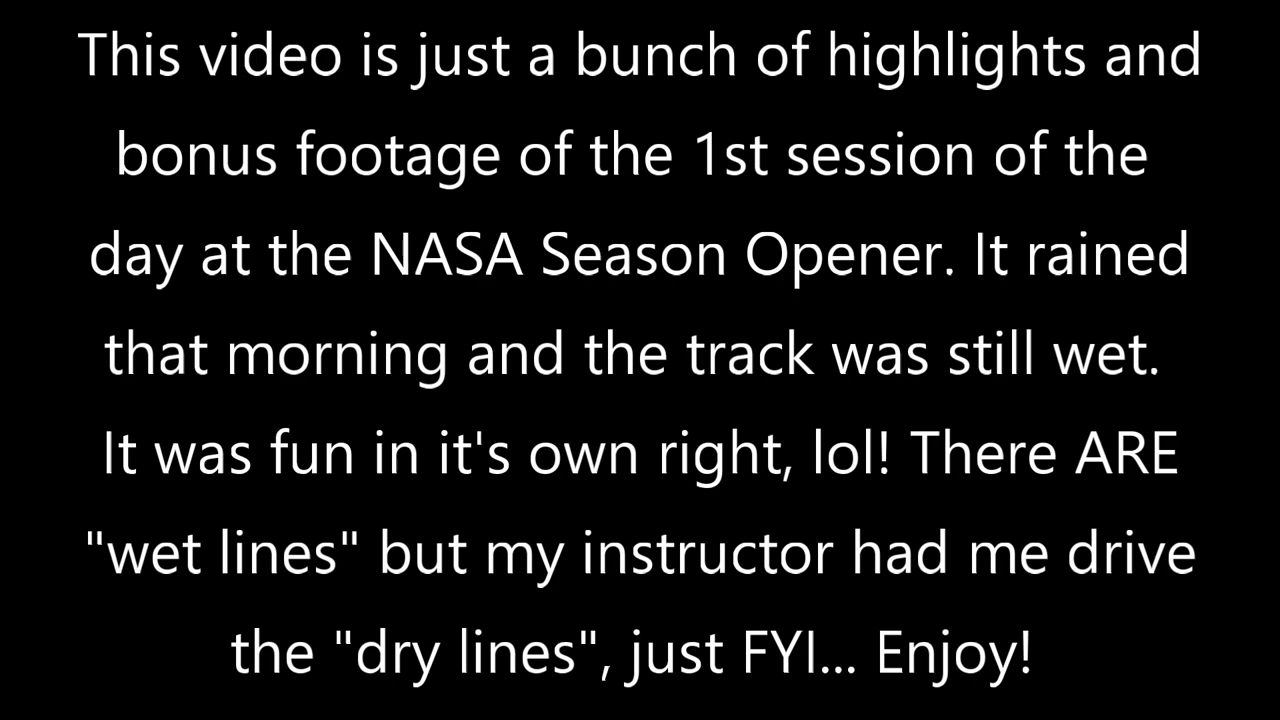 This video is just a bunch of highlights and
bonus footage of the 1st session of the
day at the NASA Season Opener. It rained
that morning and the track was still wet.
It was fun in it's own right, lol! There ARE
"wet lines" but my instructor had me drive
the "dry lines", just FYI... Enjoy!